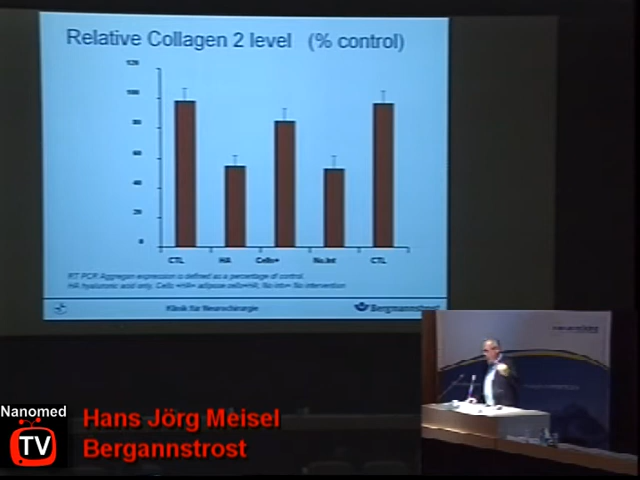 Relative Collagen 2 level (% control)
120
100
80
60
40
20
0
CTL HA Cells+ No.Int CTL
RT PCR Aggrecan expression is defined as a percentage of control.
HA hyaluronic acid only, Cells +HA= adipose cells+HA, No int= No intervention
Klinik für Neurochirurgie
Bergmannstrost
Nanomed
TV
Hans Jörg Meisel
Bergannstrost